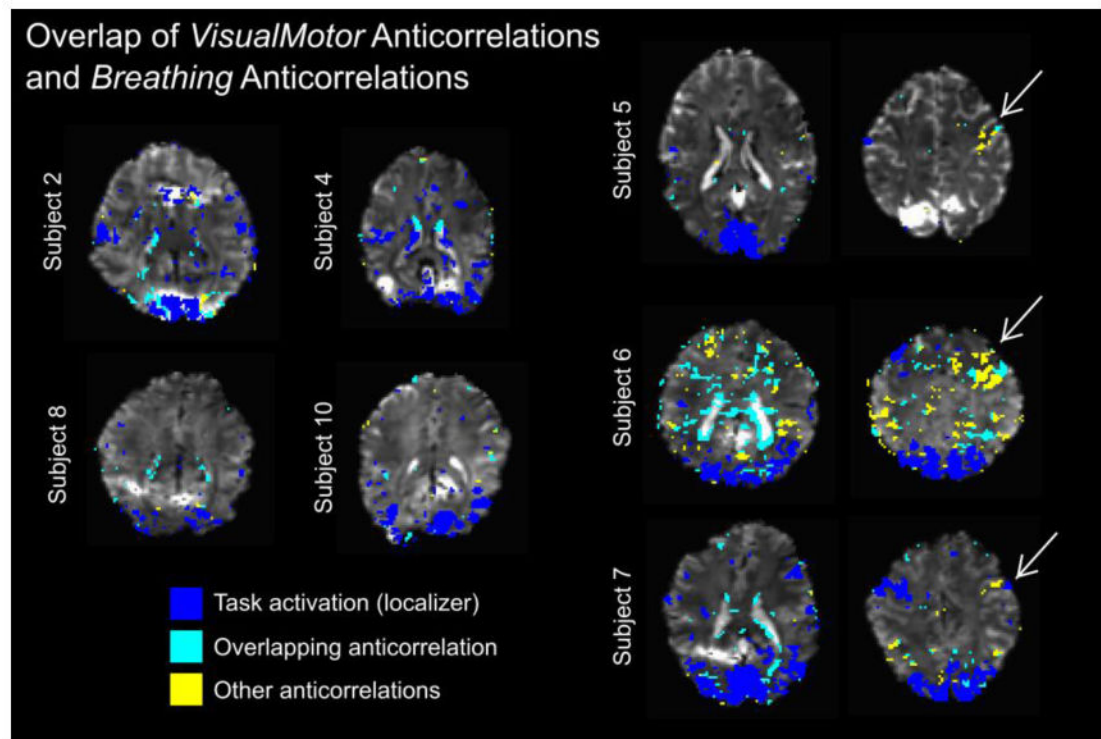 Overlap of VisualMotor Anticorrelations
and Breathing Anticorrelations
Subject 2
Subject 4
Subject 8
Subject 10
Subject 5
Subject 6
Subject 7
Task activation (localizer)
Overlapping anticorrelation
Other anticorrelations